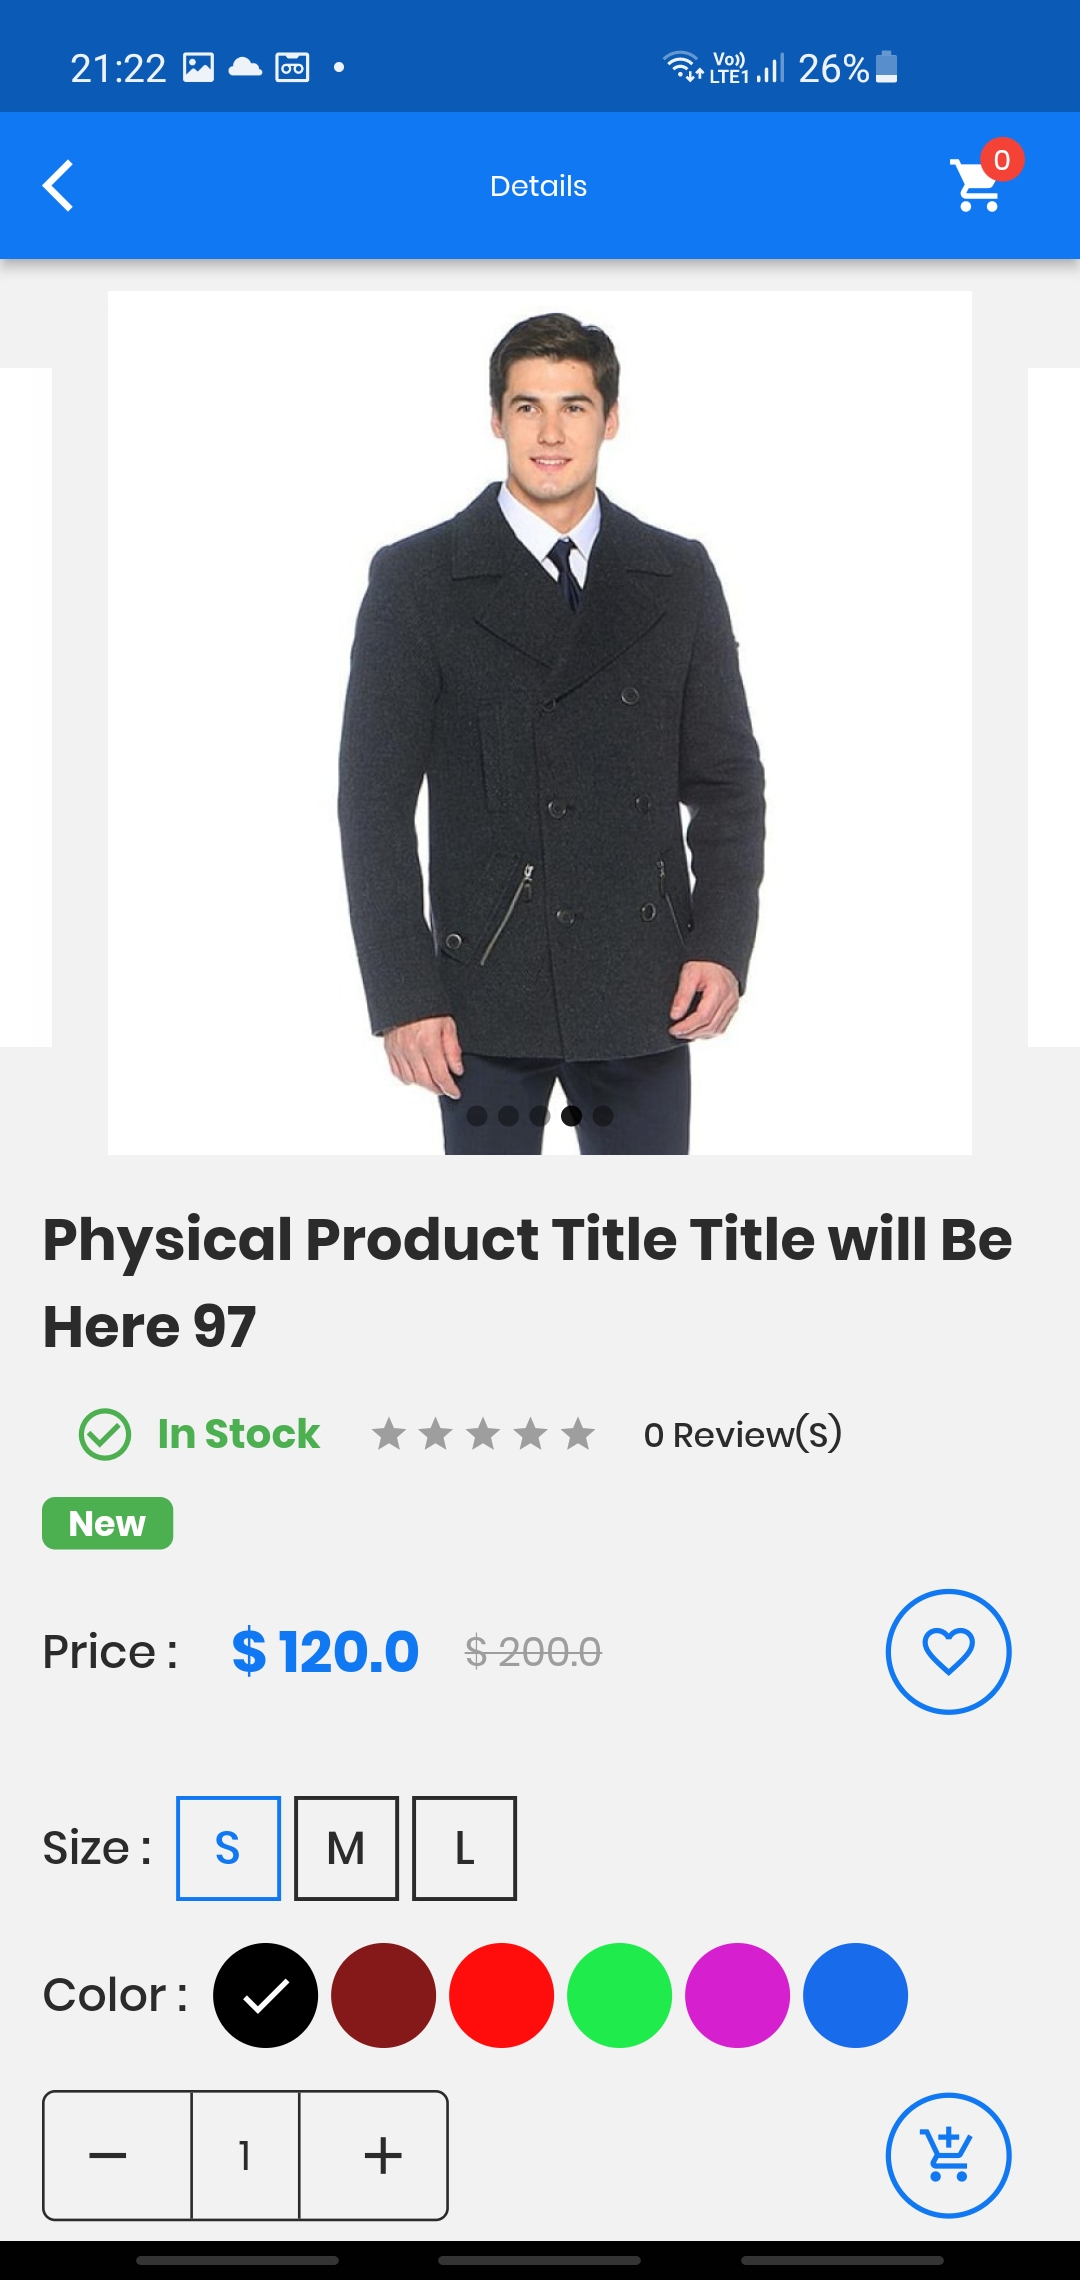 21:22
Vo)) LTE1 26%
Details
0
Physical Product Title Title will Be
Here 97
In Stock 0 Review(S)
New
Price : $ 120.0 $ 200.0
Size : S M L
Color :
1